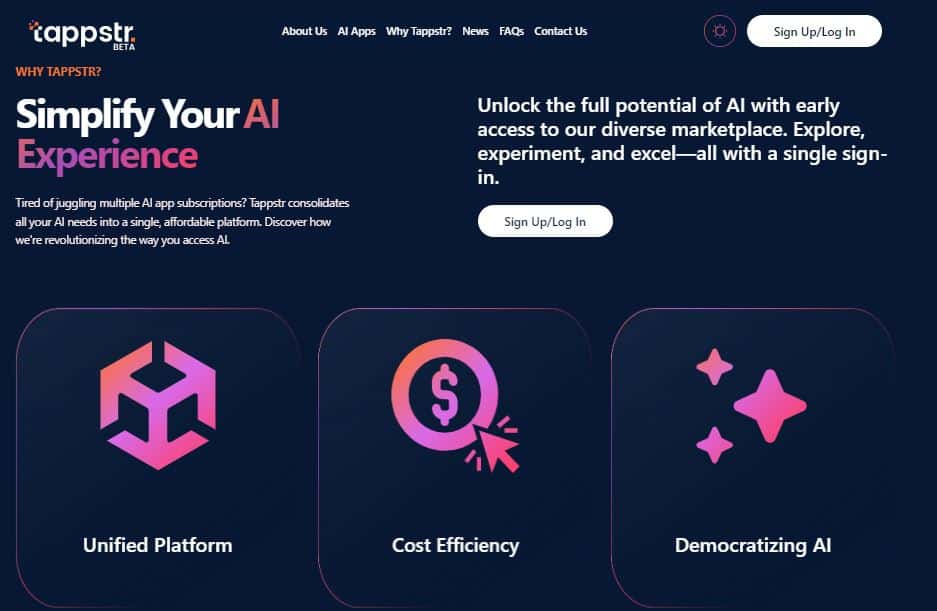 tappstr.
BETA
About Us AI Apps Why Tappstr? News FAQs Contact Us
Sign Up/Log In
WHY TAPPSTR?
Simplify Your AI
Experience
Tired of juggling multiple AI app subscriptions? Tappstr consolidates
all your AI needs into a single, affordable platform. Discover how
we're revolutionizing the way you access AI.
Unlock the full potential of AI with early
access to our diverse marketplace. Explore,
experiment, and excel—all with a single sign-
in.
Sign Up/Log In
$
Unified Platform
Cost Efficiency
Democratizing AI